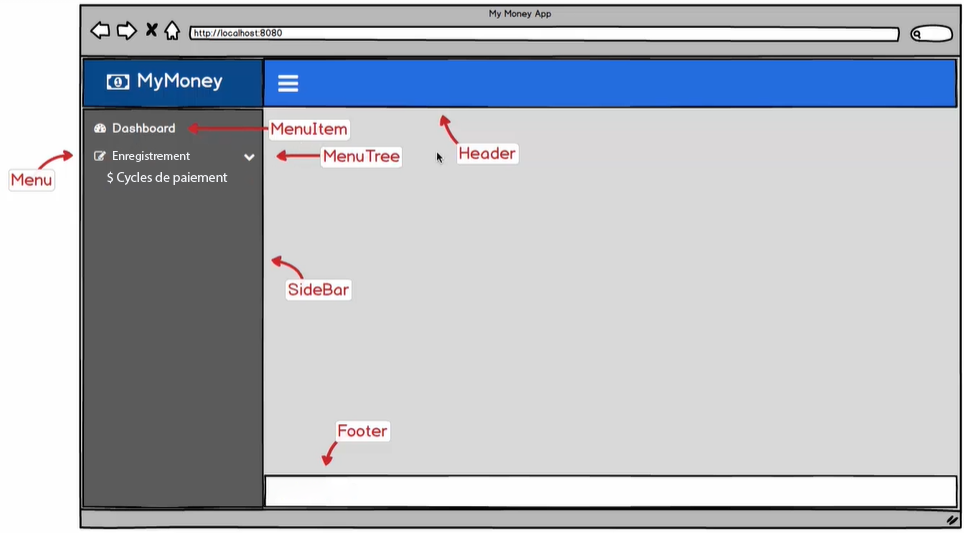 My Money App
http://localhost:8080
MyMoney
Dashboard
MenuItem
Enregistrement
MenuTree
Header
Menu
$ Cycles de paiement
SideBar
Footer